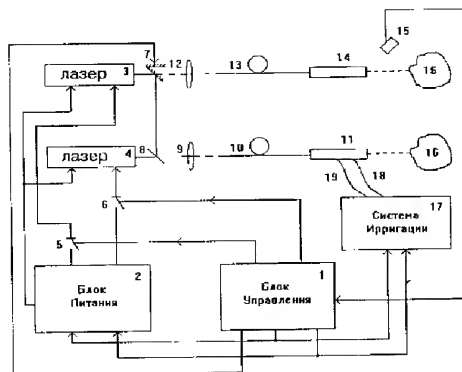 15
7
12
13
14
лазер 3
16
лазер 4
8
9
10
11
16
19
18
6
17
Система
Ирригации
5
2
Блок
Питания
1
Блок
Управления